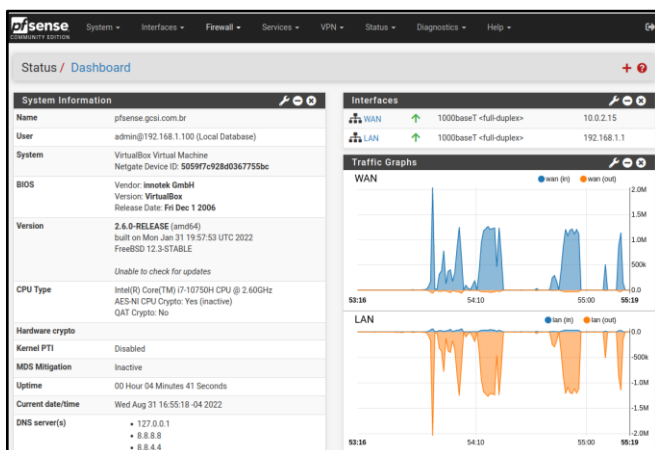 pfsense
COMMUNITY EDITION
System
Interfaces
Firewall
Services
VPN
Status
Diagnostics
Help
Status / Dashboard
System Information
Name pfsense.gcsi.com.br
User admin@192.168.1.100 (Local Database)
System VirtualBox Virtual Machine
Netgate Device ID: 5059f7c928d0367755bc
BIOS Vendor: innotek GmbH
Version: VirtualBox
Release Date: Fri Dec 1 2006
Version 2.6.0-RELEASE (amd64)
built on Mon Jan 31 19:57:53 UTC 2022
FreeBSD 12.3-STABLE
Unable to check for updates
CPU Type Intel(R) Core(TM) i7-10750H CPU @ 2.60GHz
AES-NI CPU Crypto: Yes (inactive)
QAT Crypto: No
Hardware crypto
Kernel PTI Disabled
MDS Mitigation Inactive
Uptime 00 Hour 04 Minutes 41 Seconds
Current date/time Wed Aug 31 16:55:18 -04 2022
DNS server(s) • 127.0.0.1
• 8.8.8.8
• 8.8.4.4
Interfaces
WAN 1000baseT <full-duplex> 10.0.2.15
LAN 1000baseT <full-duplex> 192.168.1.1
Traffic Graphs
WAN
wan (in) wan (out)
2.0M
1.5M
1.0M
500k
0.0
53:16 54:10 55:00 55:19
LAN
lan (in) lan (out)
0.0
-500k
-1.0M
-1.5M
-2.0M
53:16 54:10 55:00 55:19